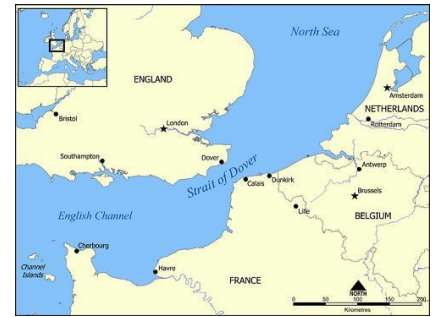 North Sea
ENGLAND
Amsterdam
NETHERLANDS
Bristol
London
Rotterdam
Southampton
Dover
Strait of Dover
Antwerp
Calais
Dunkirk
Brussels
Lille
English Channel
BELGIUM
Cherbourg
Channel
Islands
Havre
FRANCE
NORTH
0 50 100 150 200
Kilometres